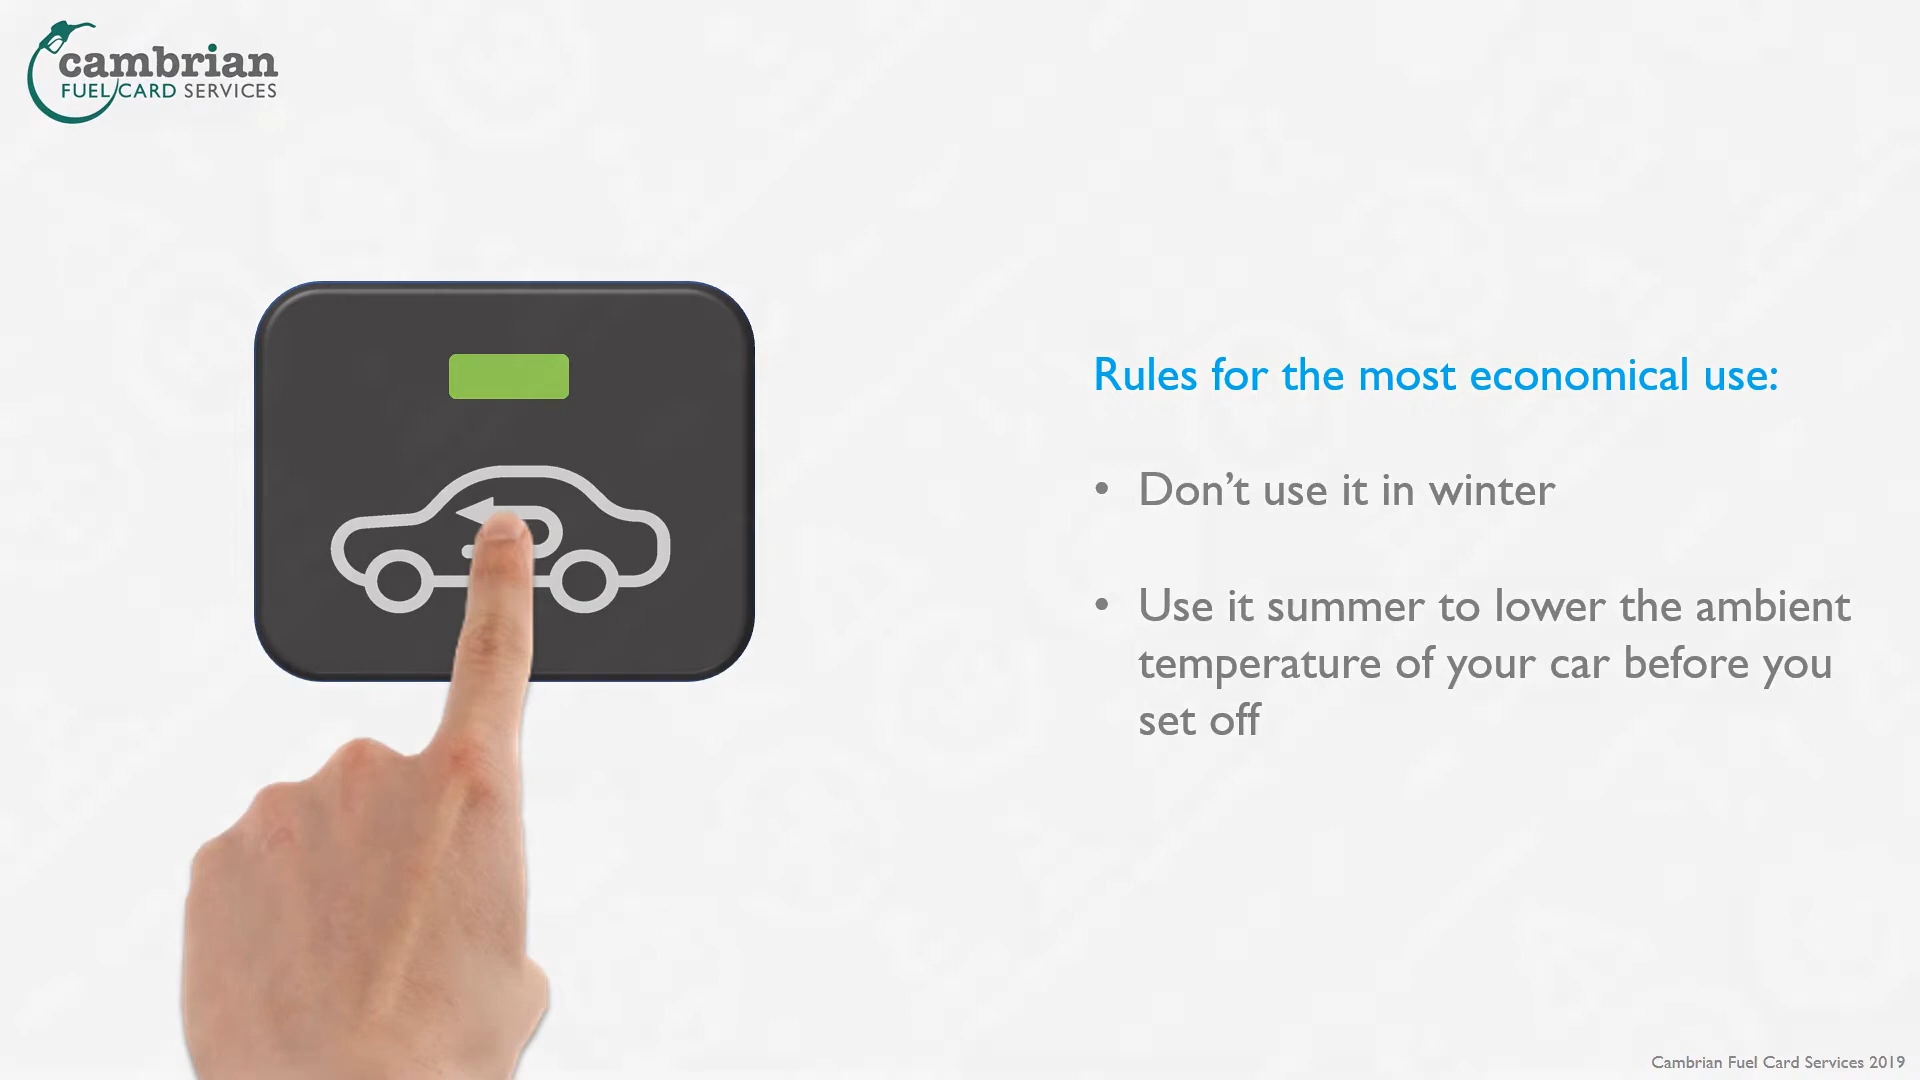 cambrian
FUEL CARD SERVICES
Rules for the most economical use:
• Don’t use it in winter
• Use it summer to lower the ambient
temperature of your car before you
set off
Cambrian Fuel Card Services 2019